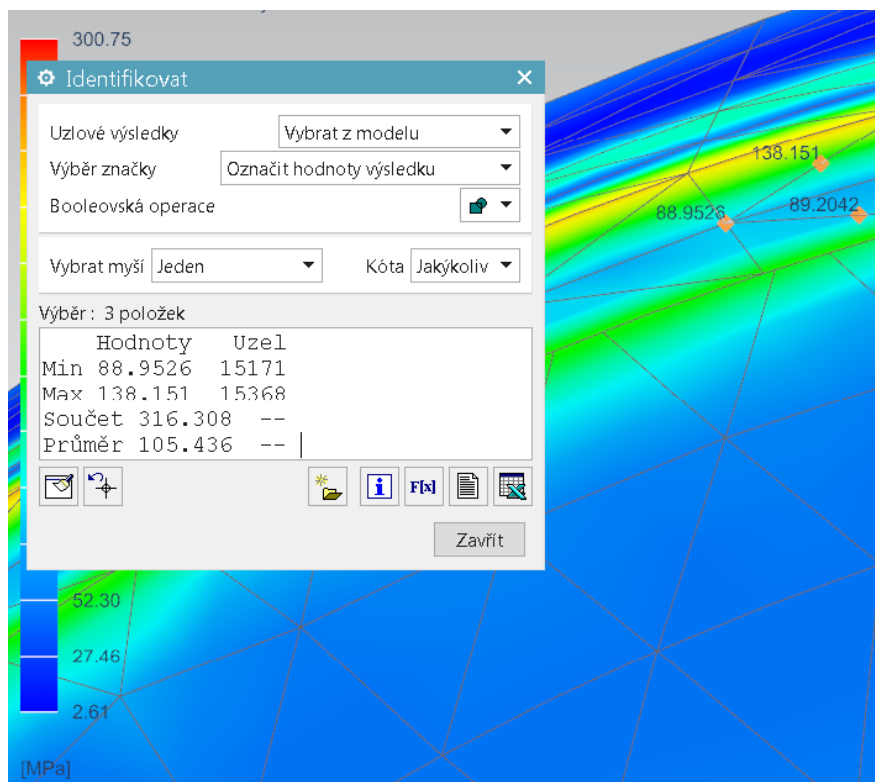 300.75
Identifikovat
Uzlové výsledky Vybrat z modelu
Výběr značky Označit hodnoty výsledku
Booleovská operace
Vybrat myší Jeden Kóta Jakýkoliv
Výběr : 3 položek
Hodnoty Uzel
Min 88.9526 15171
Max 138.151 15368
Součet 316.308 --
Průměr 105.436 --
F[x]
Zavřít
138.151
88.9526
89.2042
52.30
27.46
2.61
[MPa]